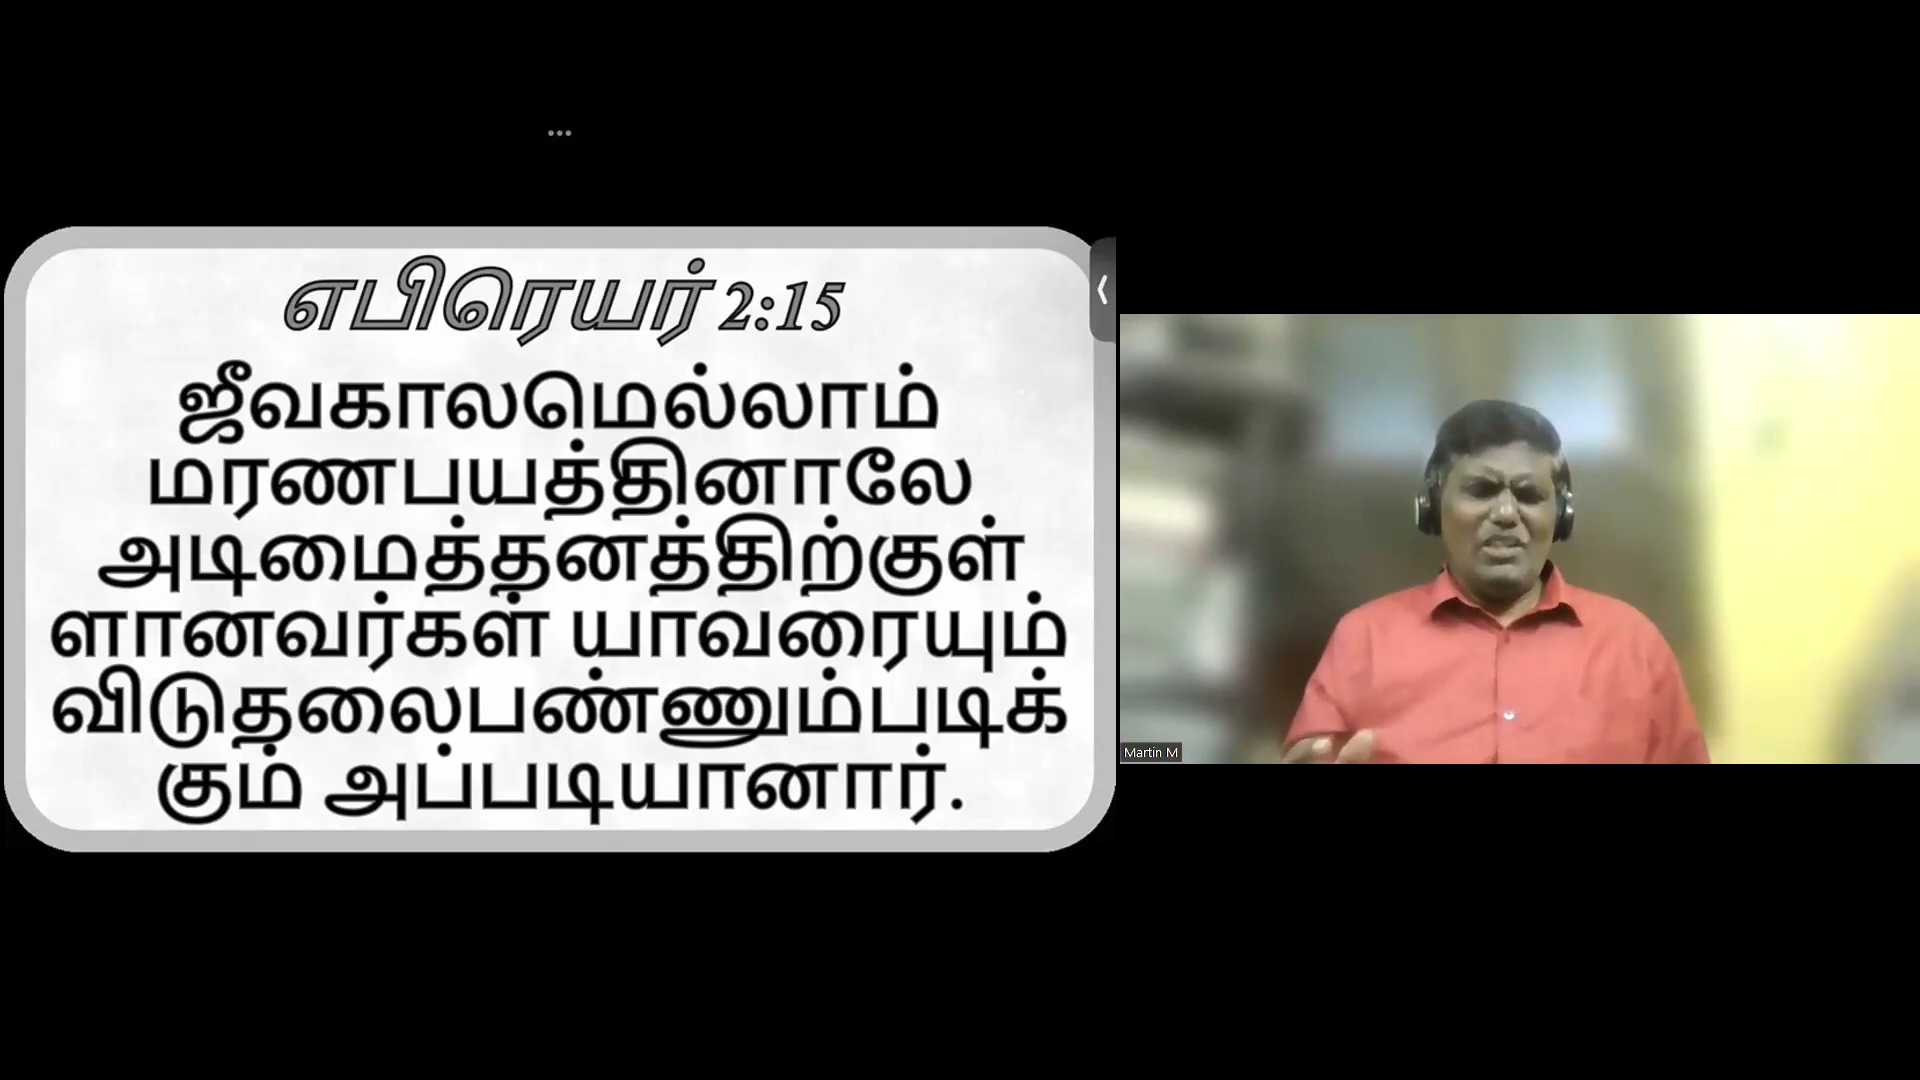 எபிரெயர் 2:15
ஜீவகாலமெல்லாம்
மரணபயத்தினாலே
அடிமைத்தனத்திற்குள்
ளானவர்கள் யாவரையும்
விடுதலைபண்ணும்படிக்
கும் அப்படியானார்.
Martin M